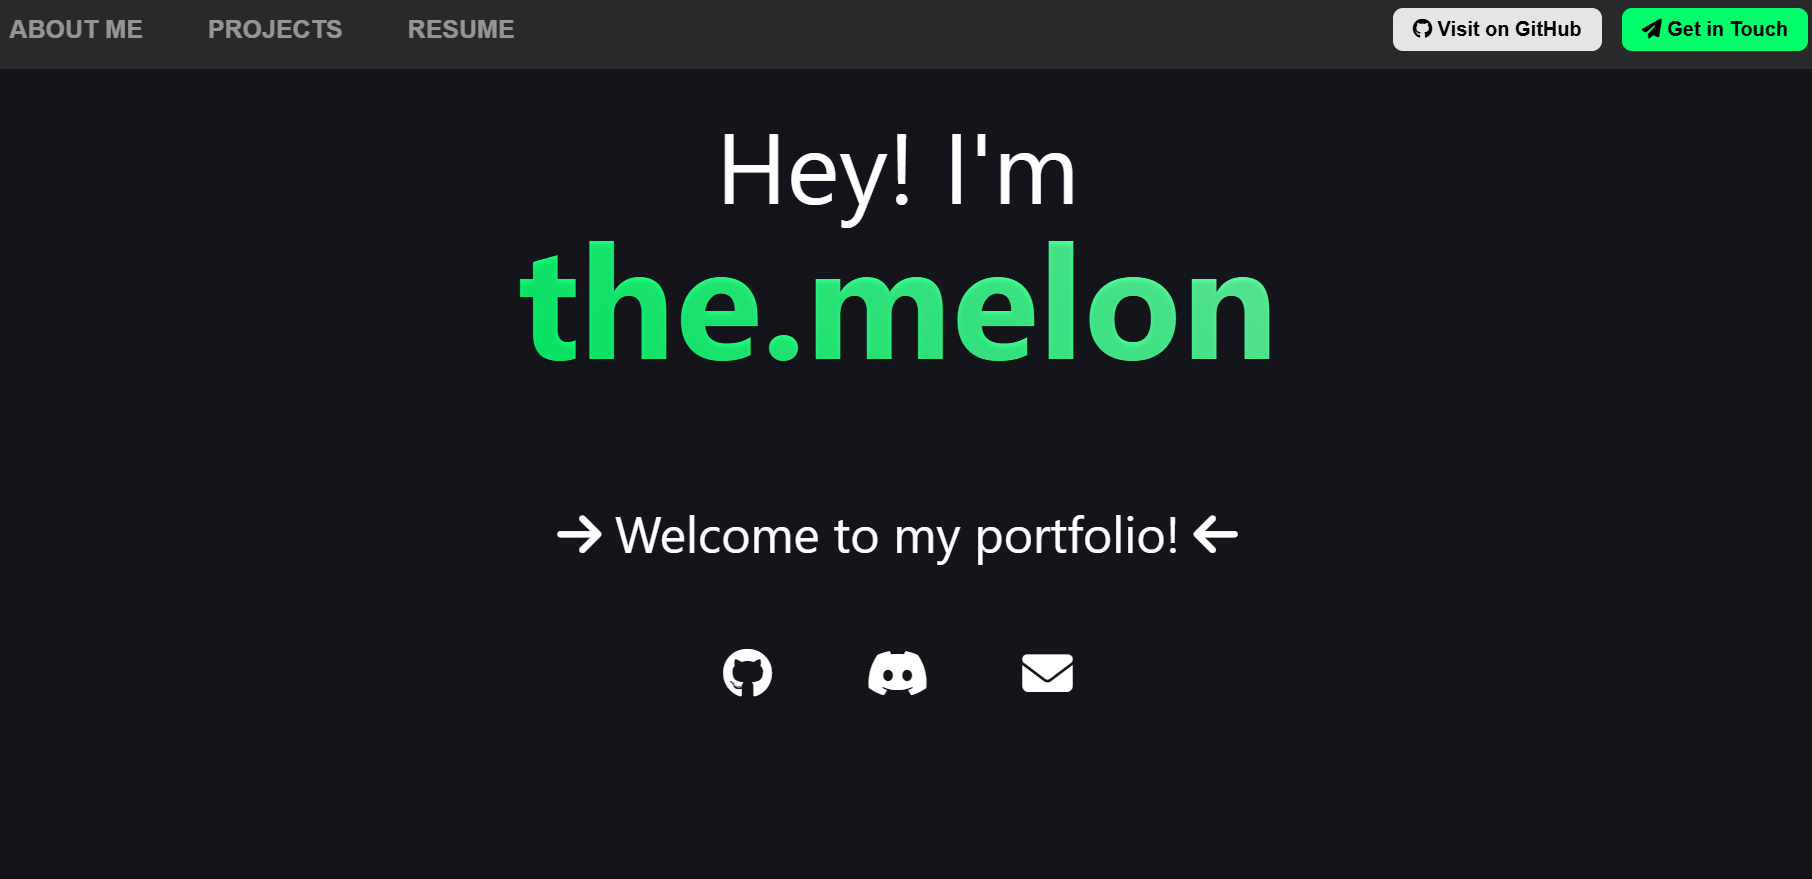 ABOUT ME PROJECTS RESUME Visit on GitHub Get in Touch
Hey! I'm
the.melon
Welcome to my portfolio!